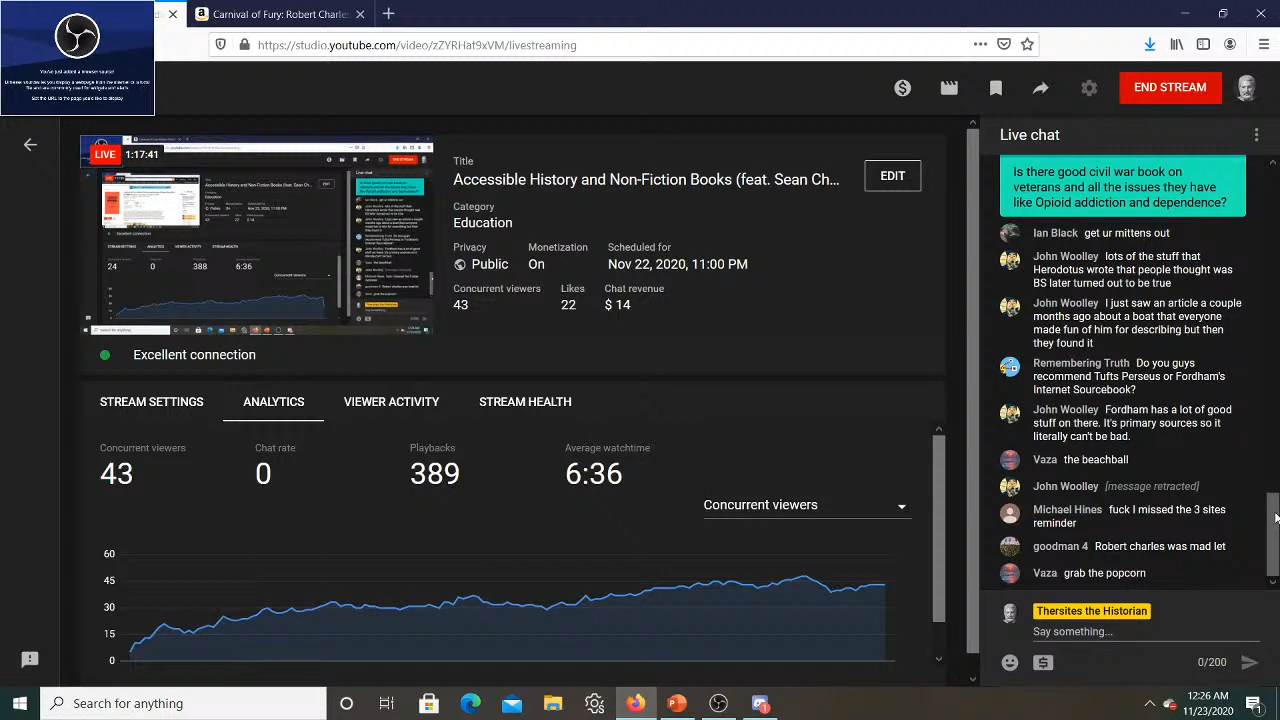 Carnival of Fury: Robert Charle
You've just added a browser source!
https://studio.youtube.com/video/zZYRHat9xVM/livestreaming
END STREAM
Live chat
LIVE
1:17:41
Title
Accessible History and Non-Fiction Books (feat. Sean Ch...
EDIT
Category
Education
Privacy
Monetization
Scheduled for
Public
On
Nov 22, 2020, 11:00 PM
Concurrent viewers
Likes
Chat revenue
43
22
$ 14
Excellent connection
STREAM SETTINGS
ANALYTICS
VIEWER ACTIVITY
STREAM HEALTH
Concurrent viewers
Chat rate
Playbacks
Average watchtime
43
0
389
6:36
Concurrent viewers
60
45
30
15
0
Is there good civil war book on
veterans and the issues they have
like Opioid addiction and dependence?
Ian Black get ur mittens out
John Woolley Lots of the stuff that
Herodotus said that people thought was
BS later turned out to be true
John Woolley I just saw an article a couple
months ago about a boat that everyone
made fun of him for describing but then
they found it
Remembering Truth Do you guys
recommend Tufts Perseus or Fordham's
Internet Sourcebook?
John Woolley Fordham has a lot of good
stuff on there. It's primary sources so it
literally can't be bad.
Vaza the beachball
John Woolley [message retracted]
Michael Hines fuck I missed the 3 sites
reminder
goodman 4 Robert charles was mad let
Vaza grab the popcorn
Thersites the Historian
Say something...
0/200
Search for anything
12:26 AM
11/23/2020